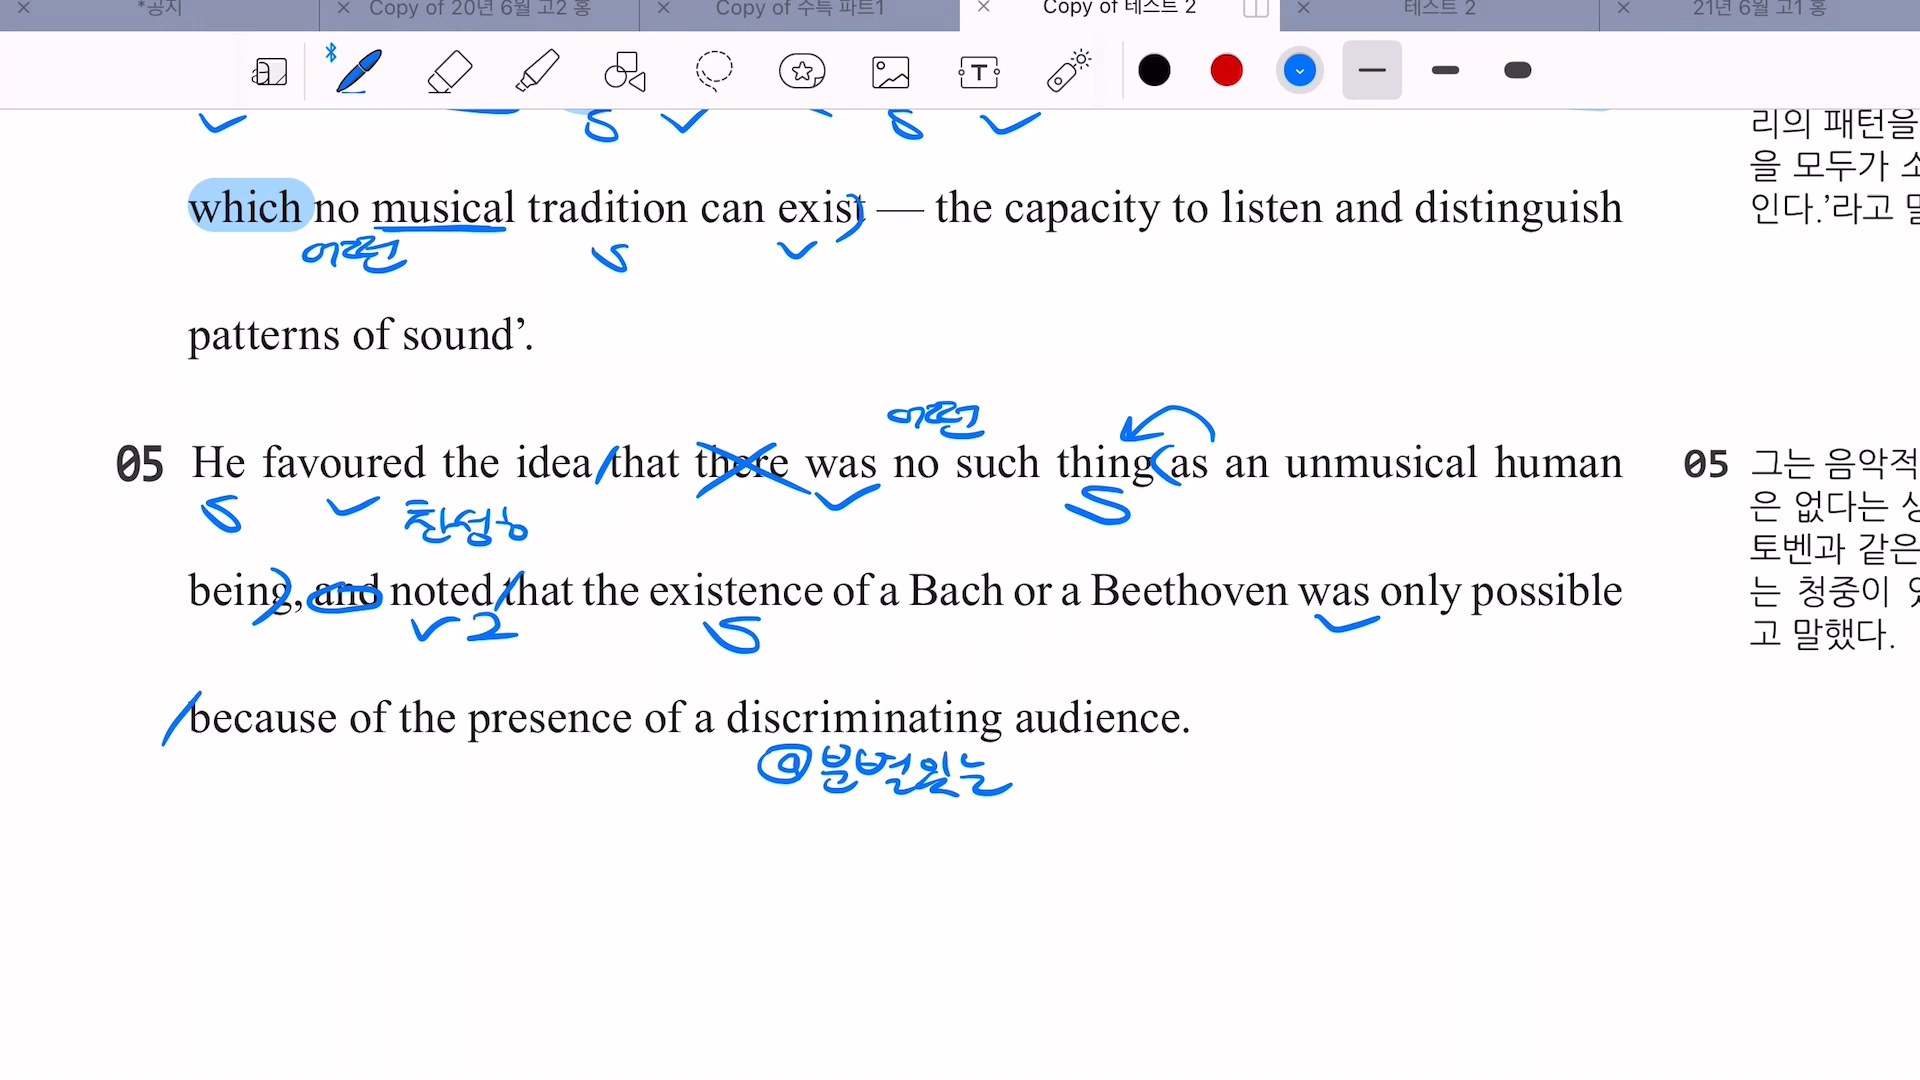 *공지
Copy of 20년 6월 고2 홍
Copy of 수특 파트1
Copy of 테스트 2
테스트 2
21년 6월 고1 홍
S S
which no musical tradition can exist — the capacity to listen and distinguish
어떤 S
patterns of sound’.
어떤
05 He favoured the idea that there was no such thing as an unmusical human
S 찬성ㅎ S
being, and noted that the existence of a Bach or a Beethoven was only possible
2 S
because of the presence of a discriminating audience.
ⓐ분별있는
리의 패턴을
을 모두가
인다.’라고
05 그는 음악적
은 없다는
토벤과 같은
는 청중이
고 말했다.